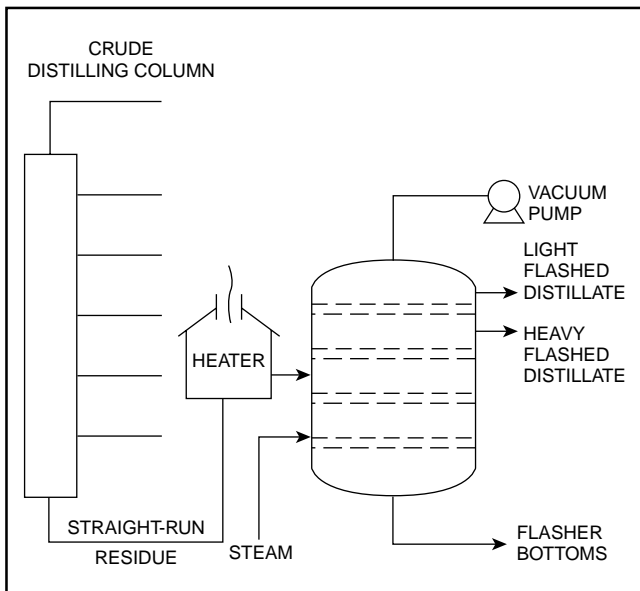 CRUDE
DISTILLING COLUMN
VACUUM
PUMP
LIGHT
FLASHED
DISTILLATE
HEAVY
FLASHED
DISTILLATE
HEATER
STRAIGHT-RUN
RESIDUE
STEAM
FLASHER
BOTTOMS